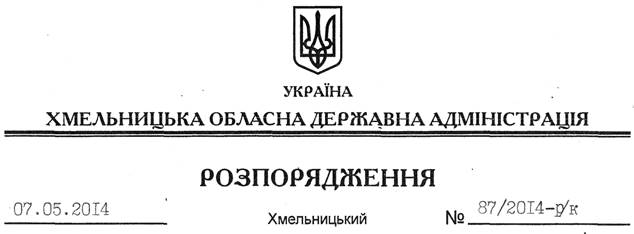 УКРАЇНА
ХМЕЛЬНИЦЬКА ОБЛАСНА ДЕРЖАВНА АДМІНІСТРАЦІЯ
РОЗПОРЯДЖЕННЯ
07.05.2014 Хмельницький № 87/2014-р/к